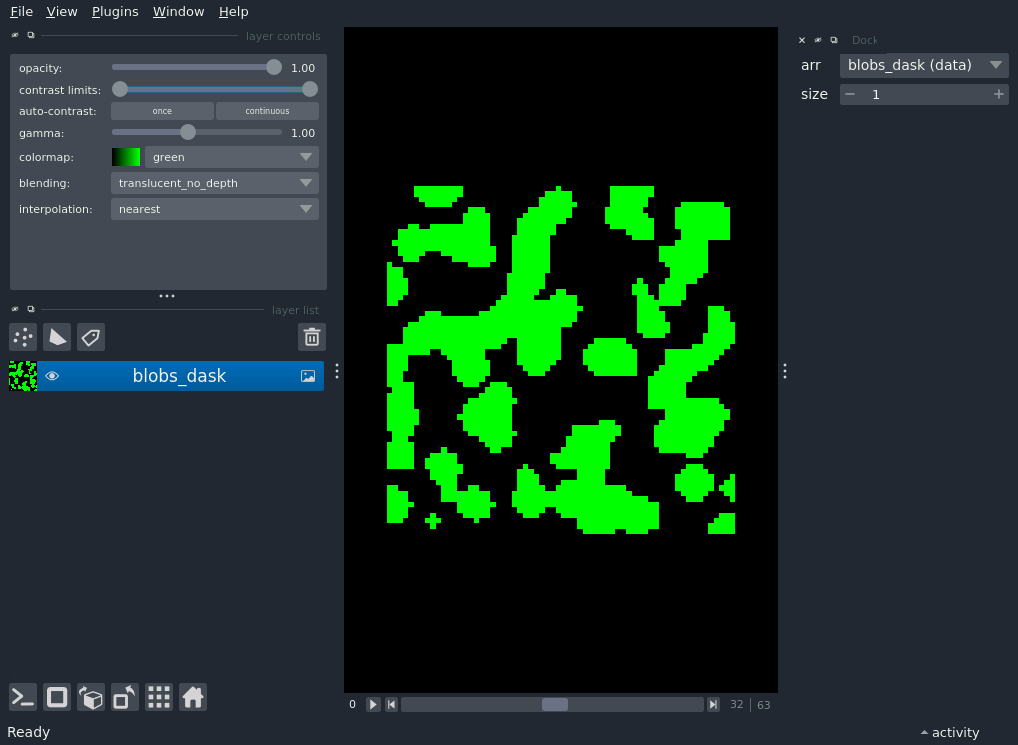 File View Plugins Window Help
layer controls
opacity: 1.00
contrast limits:
auto-contrast: once continuous
gamma: 1.00
colormap: green
blending: translucent_no_depth
interpolation: nearest
layer list
blobs_dask
Dock
arr blobs_dask (data)
size 1
0 32 63
Ready
activity